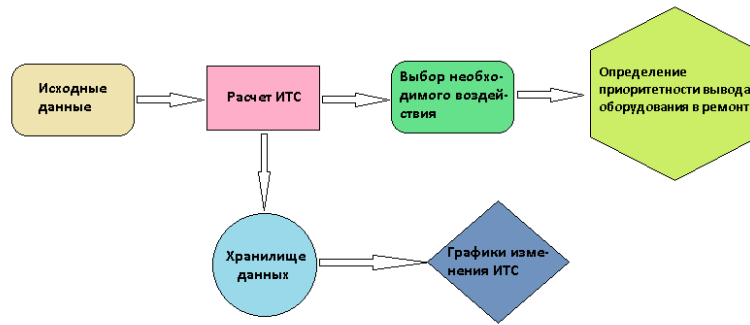 Исходные
данные
Расчет ИТС
Выбор необхо-
димого воздей-
ствия
Определение
приоритетности вывода
оборудования в ремонт
Хранилище
данных
Графики изме-
нения ИТС